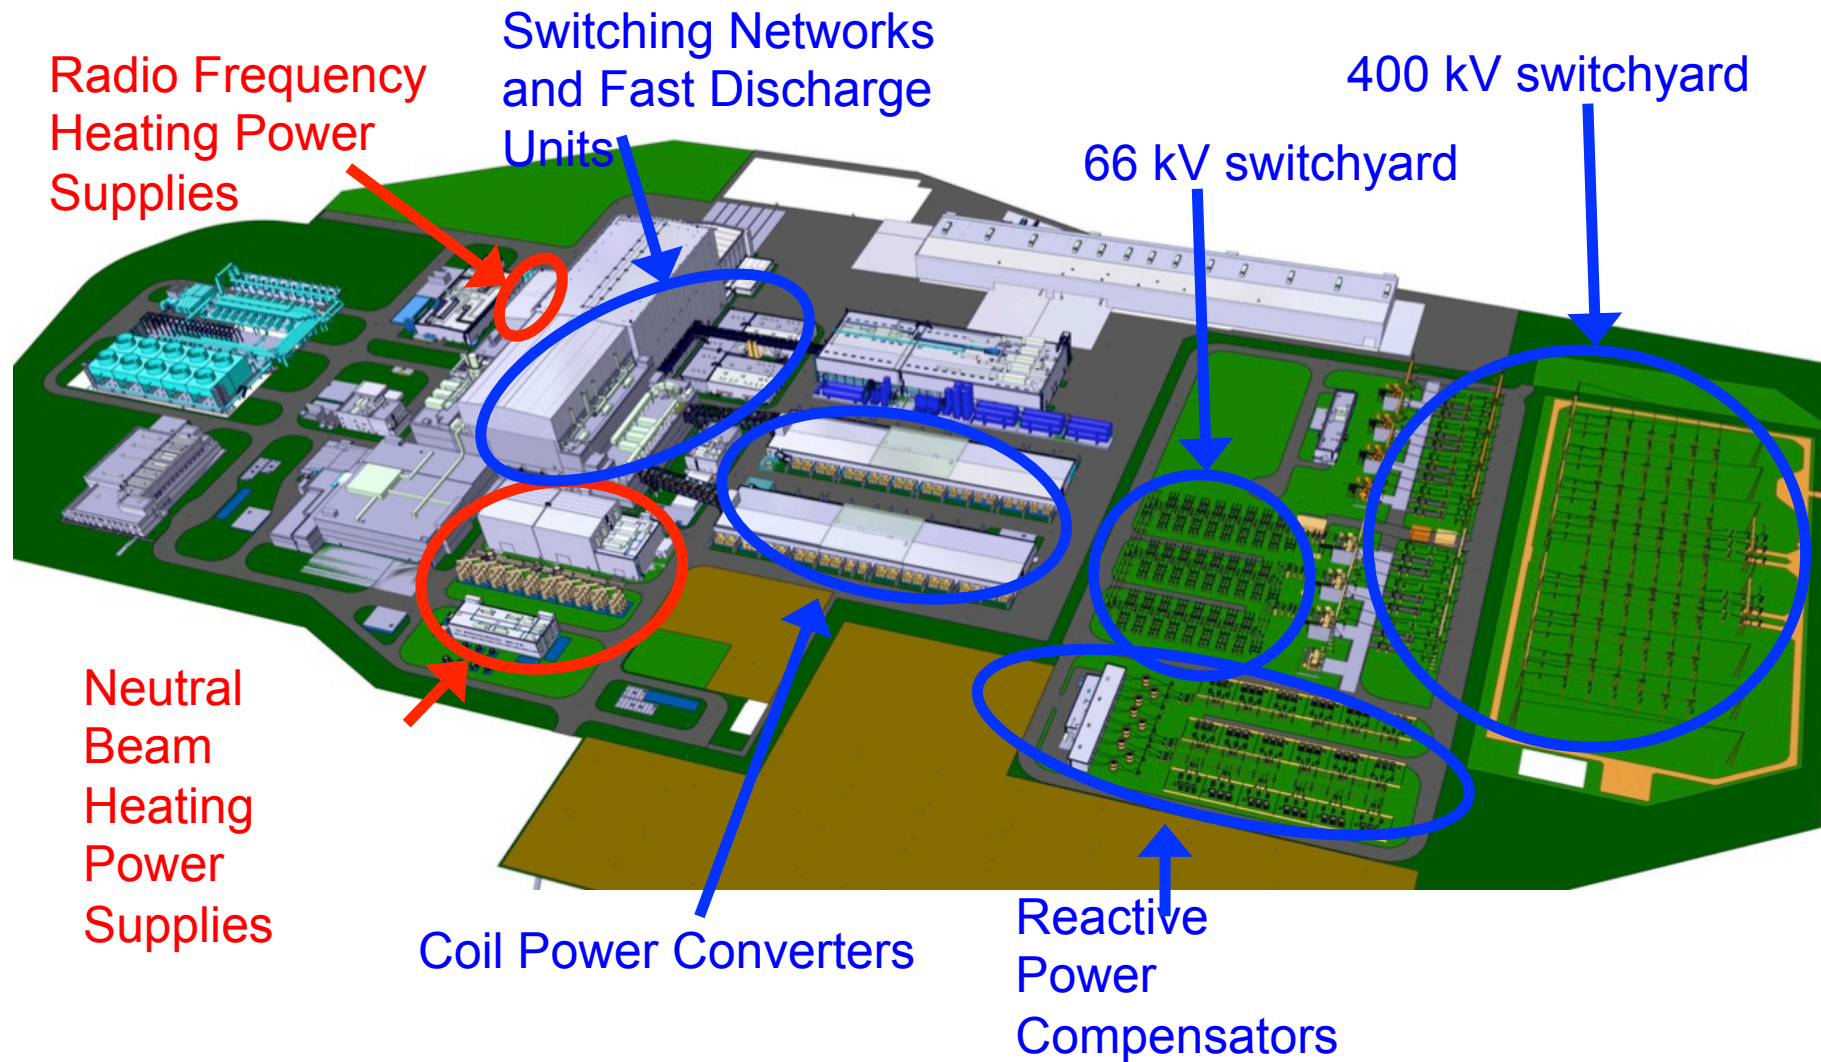 Radio Frequency
Heating Power
Supplies
Switching Networks
and Fast Discharge
Units
400 kV switchyard
66 kV switchyard
Neutral
Beam
Heating
Power
Supplies
Coil Power Converters
Reactive
Power
Compensators